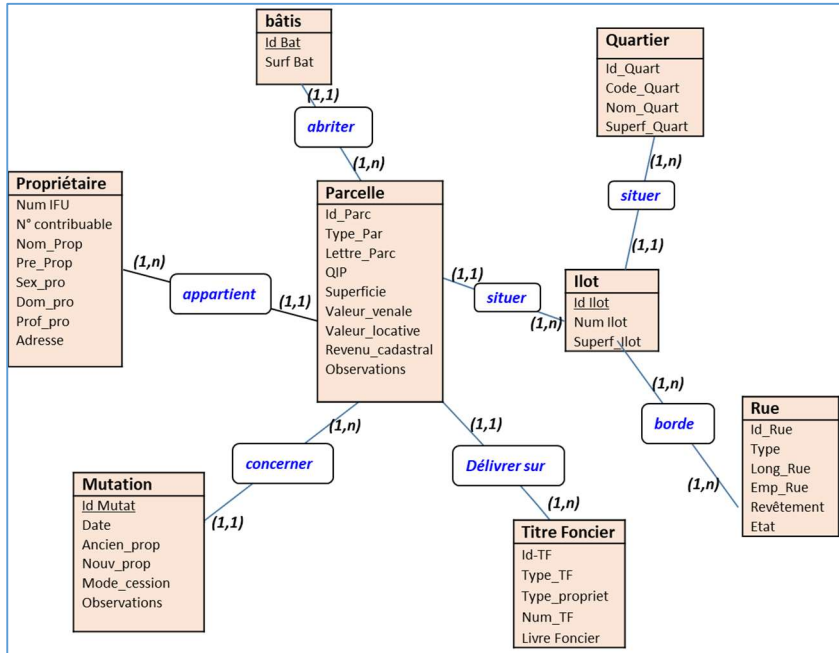 bâtis
Id Bat
Surf Bat
(1,1)
abriter
(1,n)
Quartier
Id_Quart
Code_Quart
Nom_Quart
Superf_Quart
(1,n)
situer
(1,1)
Propriétaire
Num IFU
N° contribuable
Nom_Prop
Pre_Prop
Sex_pro
Dom_pro
Prof_pro
Adresse
(1,n)
appartient
(1,1)
Parcelle
Id_Parc
Type_Par
Lettre_Parc
QIP
Superficie
Valeur_venale
Valeur_locative
Revenu_cadastral
Observations
(1,1)
situer
(1,n)
Ilot
Id Ilot
Num Ilot
Superf_Ilot
(1,n)
borde
(1,n)
Rue
Id_Rue
Type
Long_Rue
Emp_Rue
Revêtement
Etat
(1,n)
concerner
(1,1)
Mutation
Id Mutat
Date
Ancien_prop
Nouv_prop
Mode_cession
Observations
(1,1)
Délivrer sur
(1,n)
Titre Foncier
Id-TF
Type_TF
Type_propriet
Num_TF
Livre Foncier